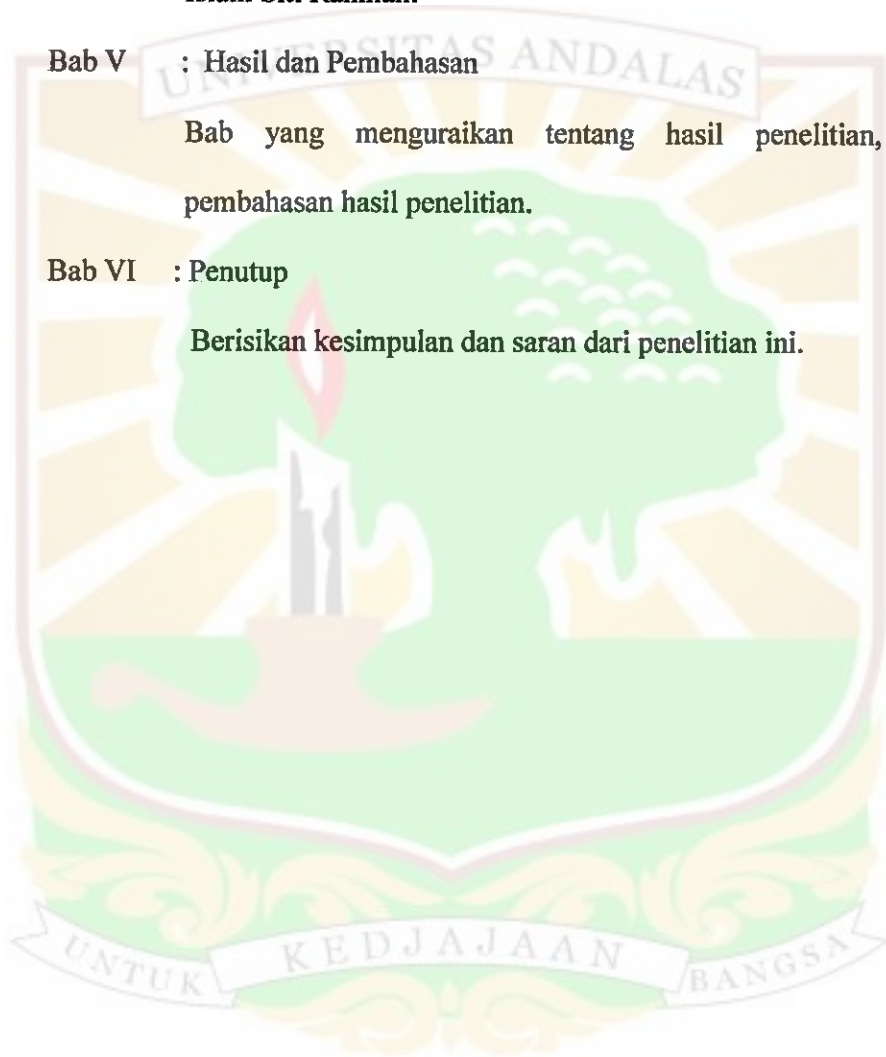 UNIVERSITAS ANDALAS
Bab V : Hasil dan Pembahasan
Bab yang menguraikan tentang hasil penelitian,
pembahasan hasil penelitian.
Bab VI : Penutup
Berisikan kesimpulan dan saran dari penelitian ini.
UNTUK KEDJAJAAN BANGSA